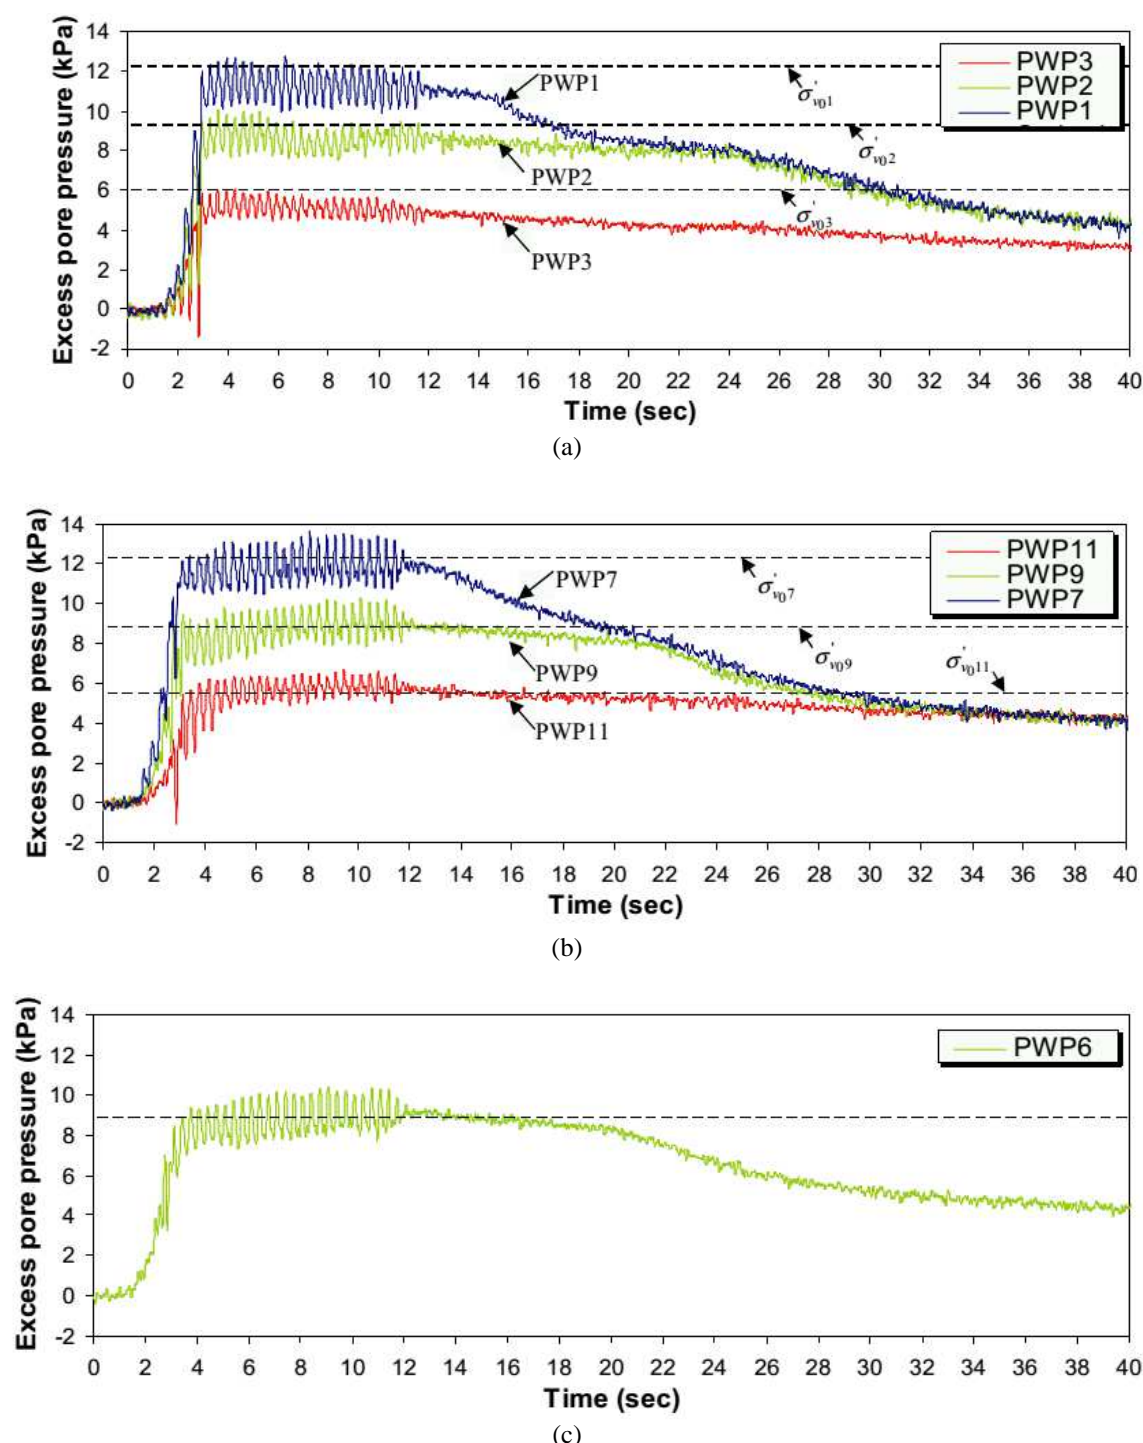 Excess pore pressure (kPa)
14
12
10
8
6
4
2
0
-2
PWP3
PWP2
PWP1
PWP1
σ'v01
σ'v02
PWP2
σ'v03
PWP3
0 2 4 6 8 10 12 14 16 18 20 22 24 26 28 30 32 34 36 38 40
Time (sec)
(a)
Excess pore pressure (kPa)
14
12
10
8
6
4
2
0
-2
PWP11
PWP9
PWP7
PWP7
σ'v07
PWP9
σ'v09
σ'v011
PWP11
0 2 4 6 8 10 12 14 16 18 20 22 24 26 28 30 32 34 36 38 40
Time (sec)
(b)
Excess pore pressure (kPa)
14
12
10
8
6
4
2
0
-2
PWP6
0 2 4 6 8 10 12 14 16 18 20 22 24 26 28 30 32 34 36 38 40
Time (sec)
(c)